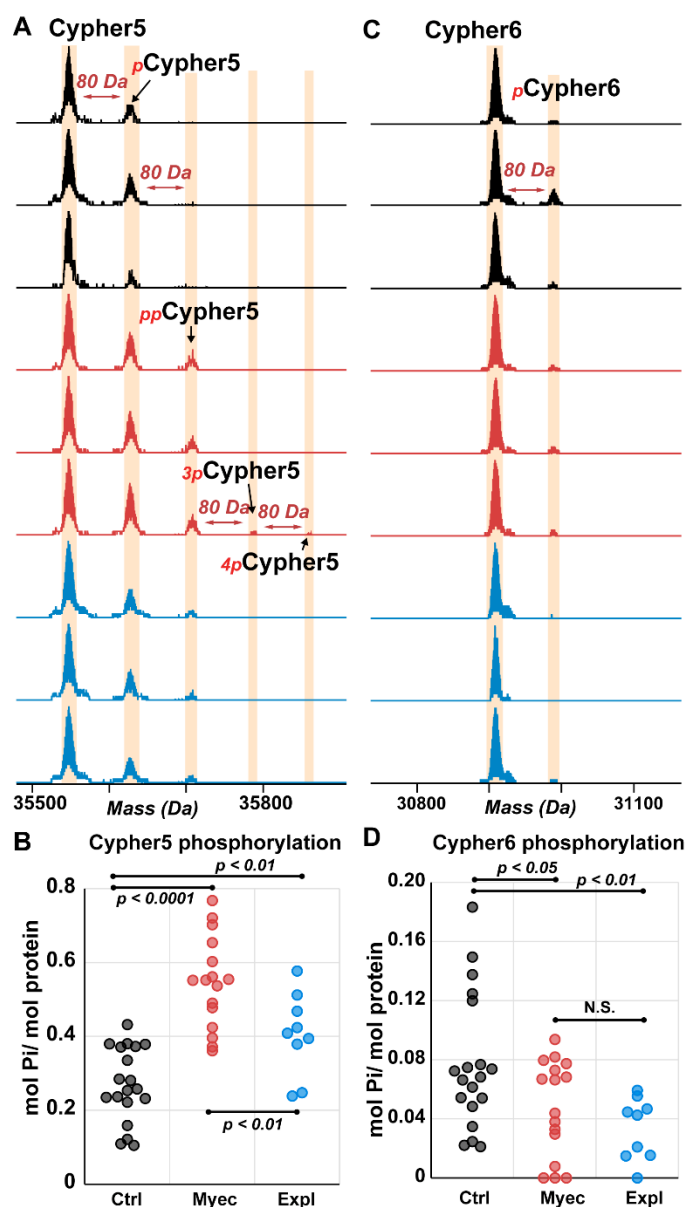 A
Cypher5
80 Da
pCypher5
80 Da
ppCypher5
3pCypher5
80 Da
80 Da
4pCypher5
35500
Mass (Da)
35800
C
Cypher6
pCypher6
80 Da
30800
Mass (Da)
31100
B
Cypher5 phosphorylation
p < 0.01
p < 0.0001
0.8
0.6
0.4
0.2
0
mol Pi/ mol protein
p < 0.01
Ctrl
Myec
Expl
D
Cypher6 phosphorylation
p < 0.05
p < 0.01
0.20
0.16
0.12
0.08
0.04
0
mol Pi/ mol protein
N.S.
Ctrl
Myec
Expl